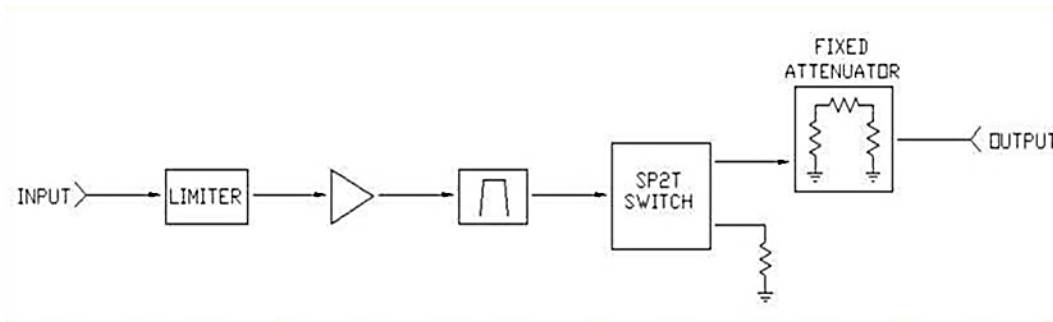 INPUT
LIMITER
SP2T
SWITCH
FIXED
ATTENUATOR
OUTPUT